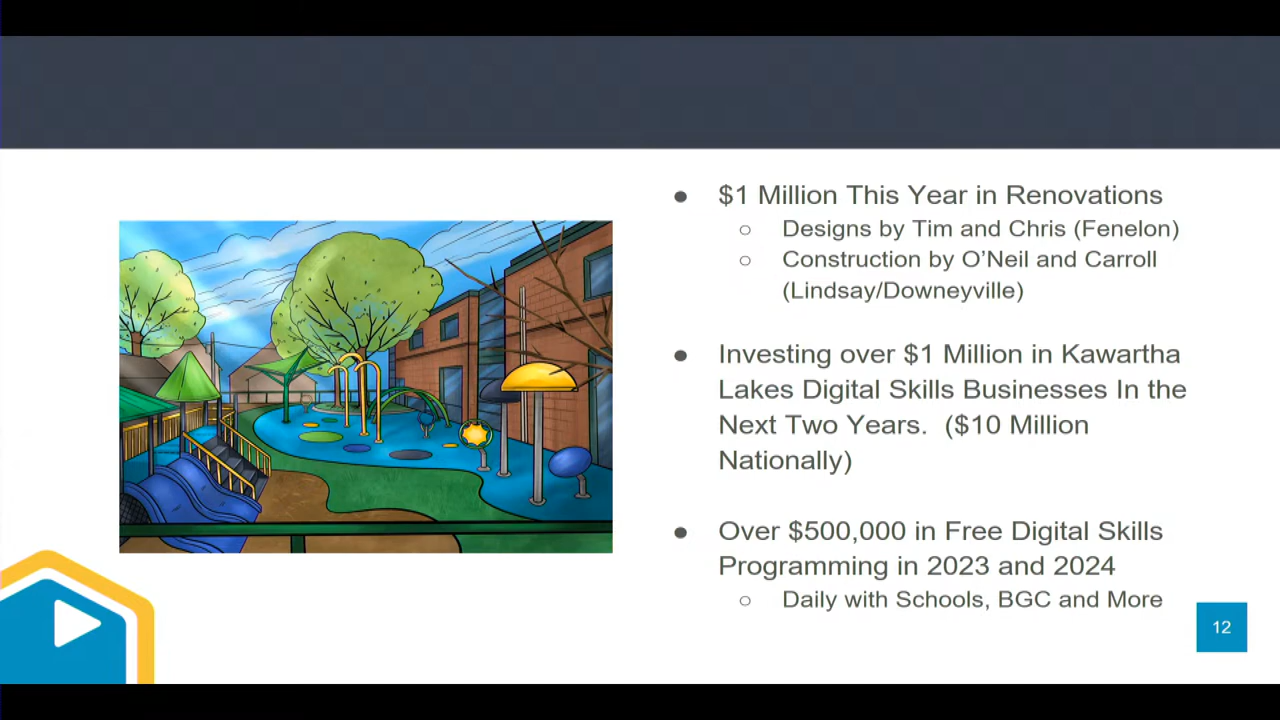 $1 Million This Year in Renovations
Designs by Tim and Chris (Fenelon)
Construction by O’Neil and Carroll
(Lindsay/Downeyville)
Investing over $1 Million in Kawartha
Lakes Digital Skills Businesses In the
Next Two Years. ($10 Million
Nationally)
Over $500,000 in Free Digital Skills
Programming in 2023 and 2024
Daily with Schools, BGC and More
12